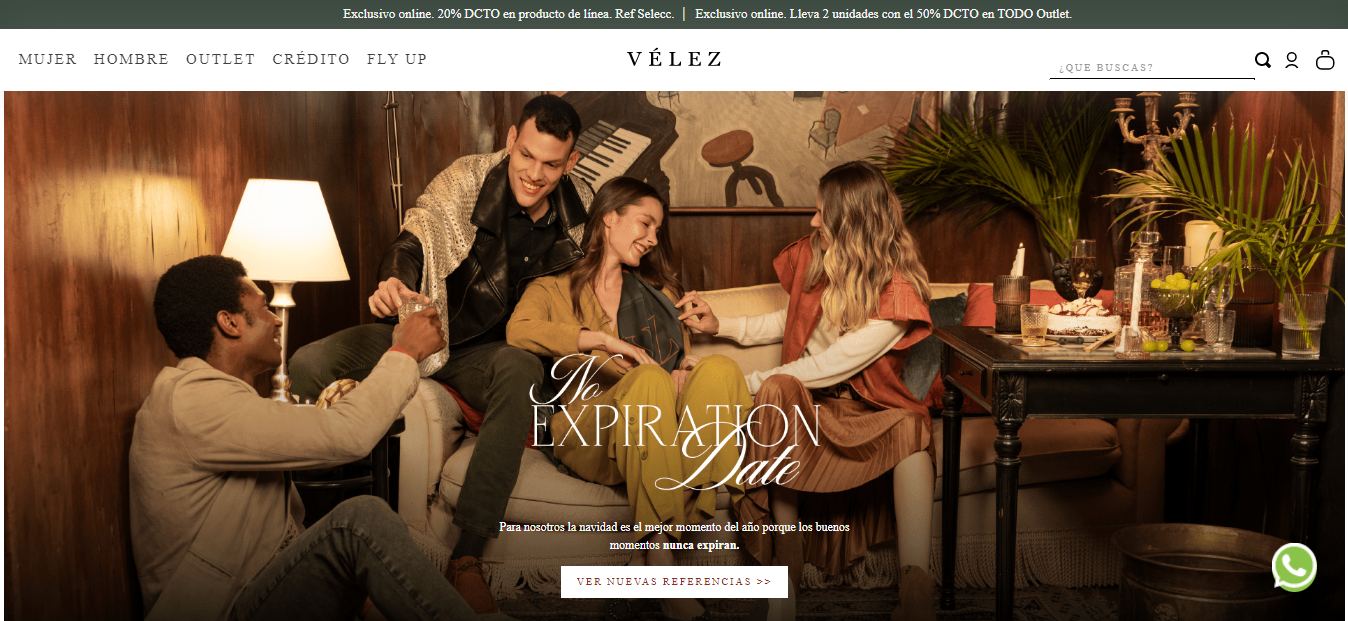 Exclusivo online. 20% DCTO en producto de línea. Ref Selecc. | Exclusivo online. Lleva 2 unidades con el 50% DCTO en TODO Outlet.
MUJER HOMBRE OUTLET CRÉDITO FLY UP
VÉLEZ
¿QUE BUSCAS?
No
EXPIRATION
Date
Para nosotros la navidad es el mejor momento del año porque los buenos
momentos nunca expiran.
VER NUEVAS REFERENCIAS >>